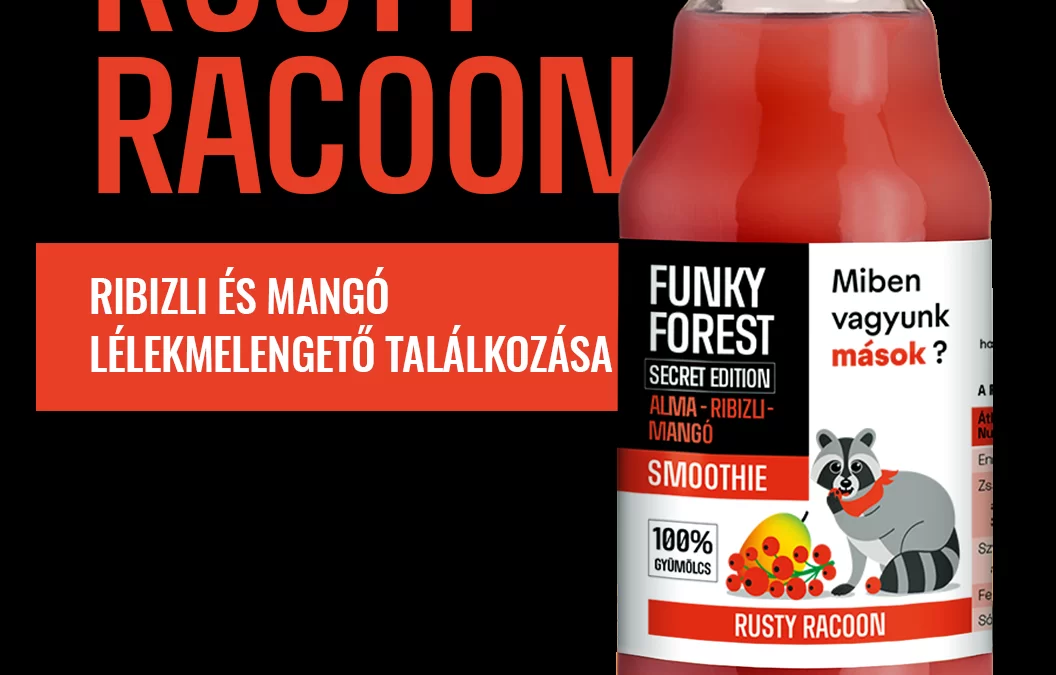 RUSTY
RACOON
RIBIZLI ÉS MANGÓ
LÉLEKMELENGETŐ TALÁLKOZÁSA
FUNKY
FOREST
SECRET EDITION
ALMA - RIBIZLI -
MANGÓ
SMOOTHIE
100%
GYÜMÖLCS
RUSTY RACOON
Miben
vagyunk
mások ?